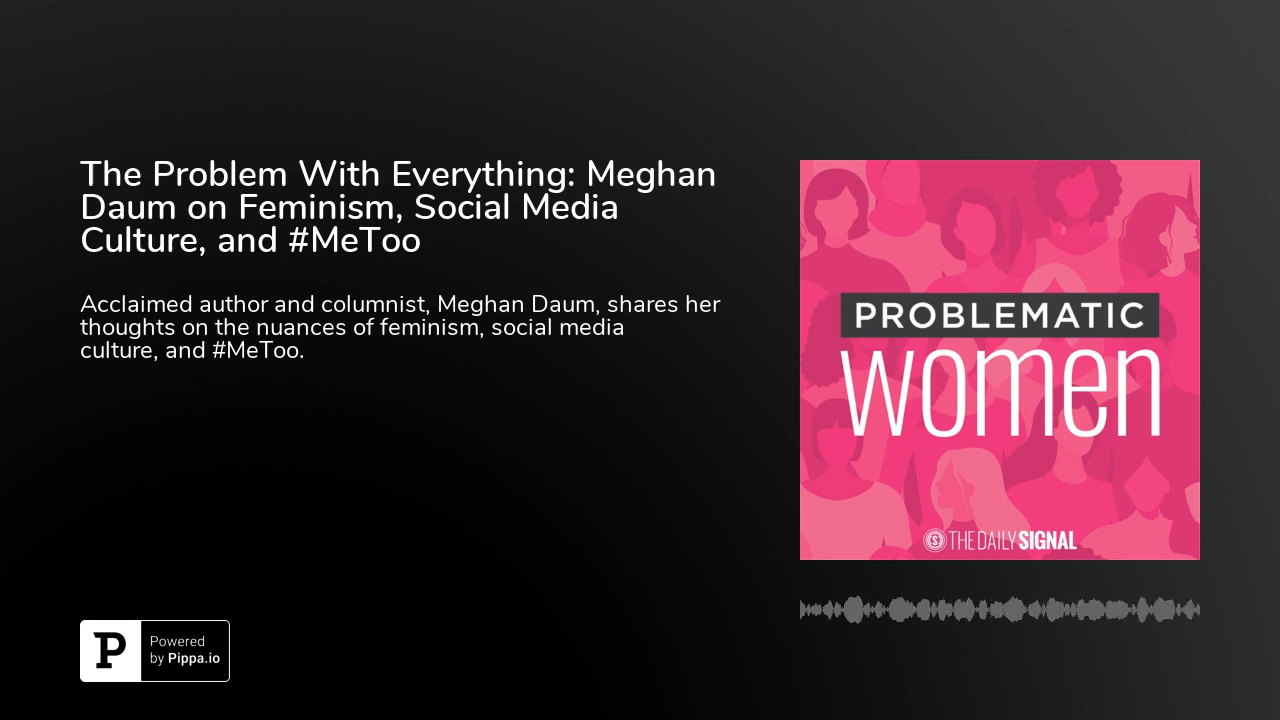 The Problem With Everything: Meghan
Daum on Feminism, Social Media
Culture, and #MeToo
Acclaimed author and columnist, Meghan Daum, shares her
thoughts on the nuances of feminism, social media
culture, and #MeToo.
PROBLEMATIC
women
S THE DAILY SIGNAL
P Powered
by Pippa.io